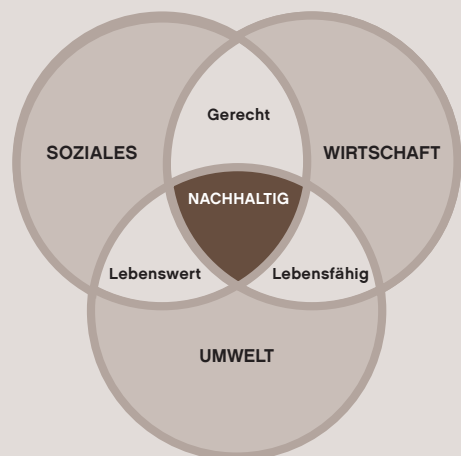 Gerecht
SOZIALES
WIRTSCHAFT
NACHHALTIG
Lebenswert
Lebensfähig
UMWELT